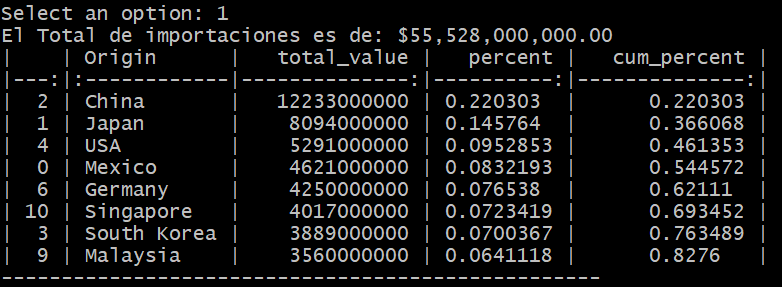 Select an option: 1
El Total de importaciones es de: $55,528,000,000.00
|    | Origin      |   total_value |   percent |   cum_percent |
|---:|:------------|--------------:|----------:|--------------:|
|  2 | China       |   12233000000 | 0.220303  |      0.220303 |
|  1 | Japan       |    8094000000 | 0.145764  |      0.366068 |
|  4 | USA         |    5291000000 | 0.0952853 |      0.461353 |
|  0 | Mexico      |    4621000000 | 0.0832193 |      0.544572 |
|  6 | Germany     |    4250000000 | 0.076538  |      0.62111  |
| 10 | Singapore   |    4017000000 | 0.0723419 |      0.693452 |
|  3 | South Korea |    3889000000 | 0.0700367 |      0.763489 |
|  9 | Malaysia    |    3560000000 | 0.0641118 |      0.8276   |
--------------------------------------------------